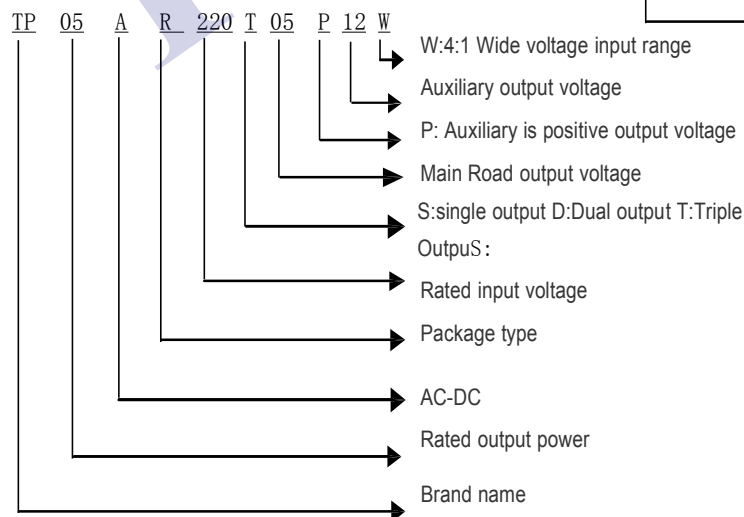 TP 05 A R 220 T 05 P 12 W
W:4:1 Wide voltage input range
Auxiliary output voltage
P: Auxiliary is positive output voltage
Main Road output voltage
S:single output D:Dual output T:Triple
OutpuS:
Rated input voltage
Package type
AC-DC
Rated output power
Brand name